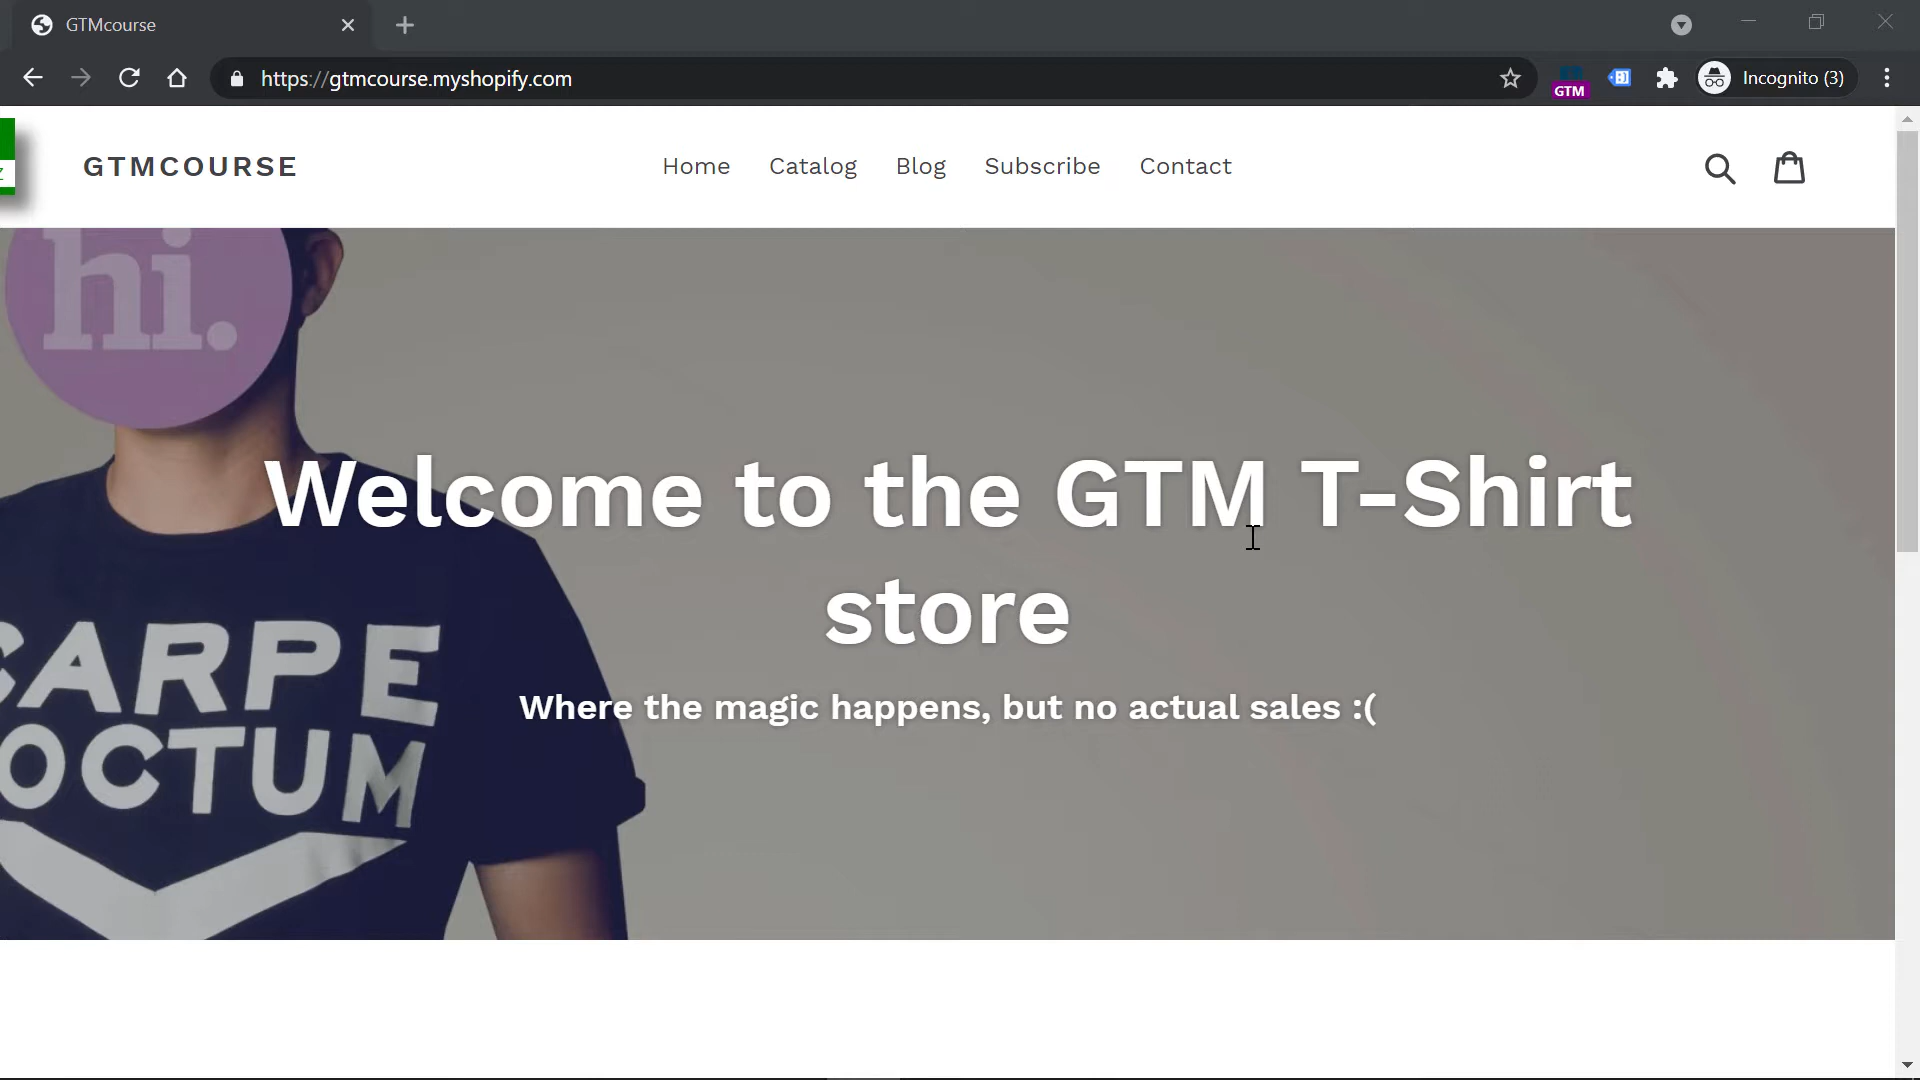 GTMcourse
https://gtmcourse.myshopify.com
GTM
Incognito (3)
GTMCOURSE
Home Catalog Blog Subscribe Contact
hi.
Welcome to the GTM T-Shirt
store
Where the magic happens, but no actual sales :(
CARPE
OCTUM